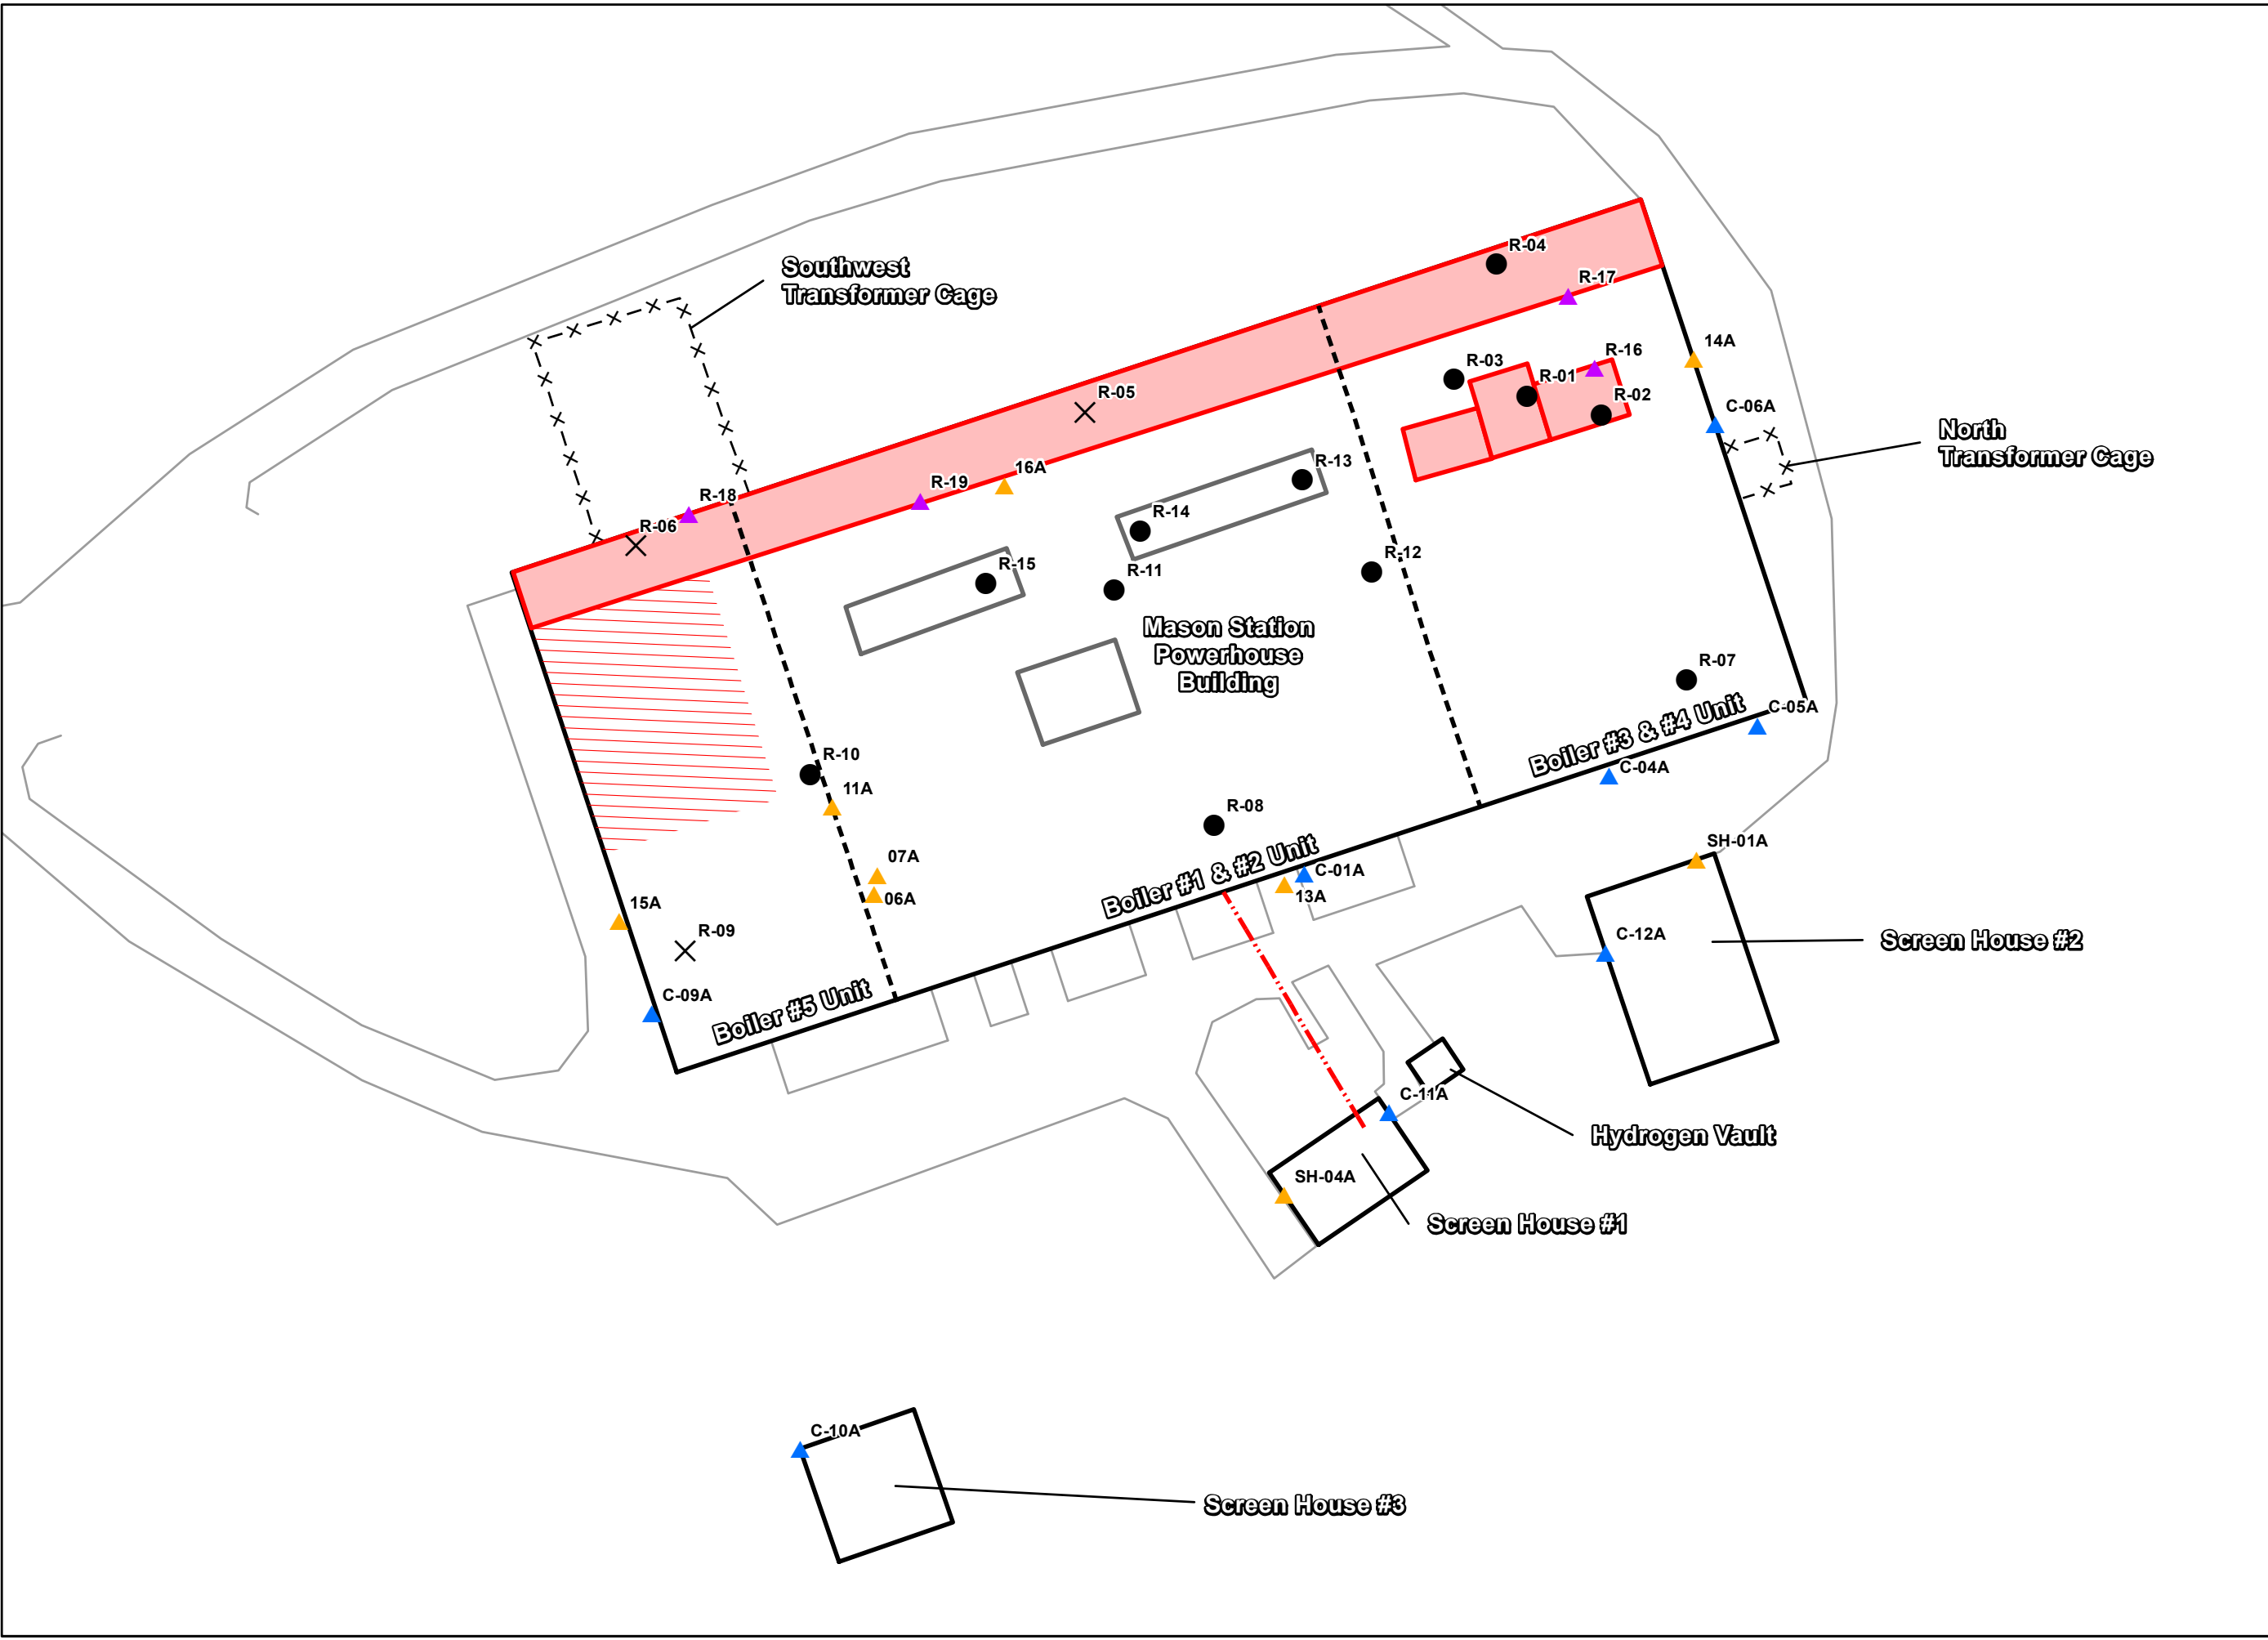 R-04
Southwest
Transformer Cage
R-17
14A
R-16
R-03
R-01
R-02
R-05
C-06A
North
Transformer Cage
R-13
16A
R-19
R-18
R-06
R-14
R-12
R-15
R-11
Mason Station
Powerhouse
Building
R-07
C-05A
Boiler #3 & #4 Unit
R-10
C-04A
11A
R-08
SH-01A
07A
Boiler #1 & #2 Unit
C-01A
06A
13A
15A
R-09
C-12A
Screen House #2
C-09A
Boiler #5 Unit
C-11A
Hydrogen Vault
SH-04A
Screen House #1
C-10A
Screen House #3